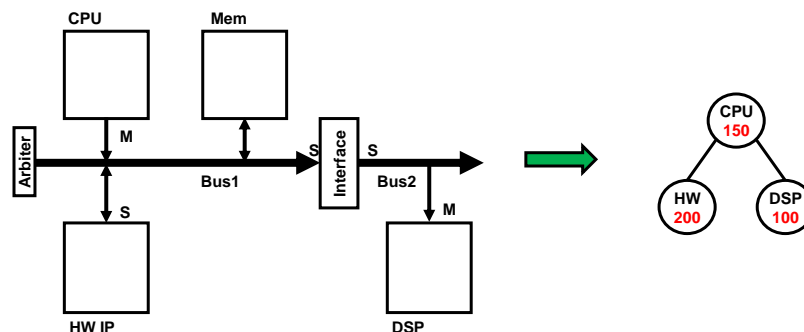 CPU
Mem
M
Arbiter
S
Interface
S
Bus1
Bus2
S
M
HW IP
DSP
CPU
150
HW
200
DSP
100